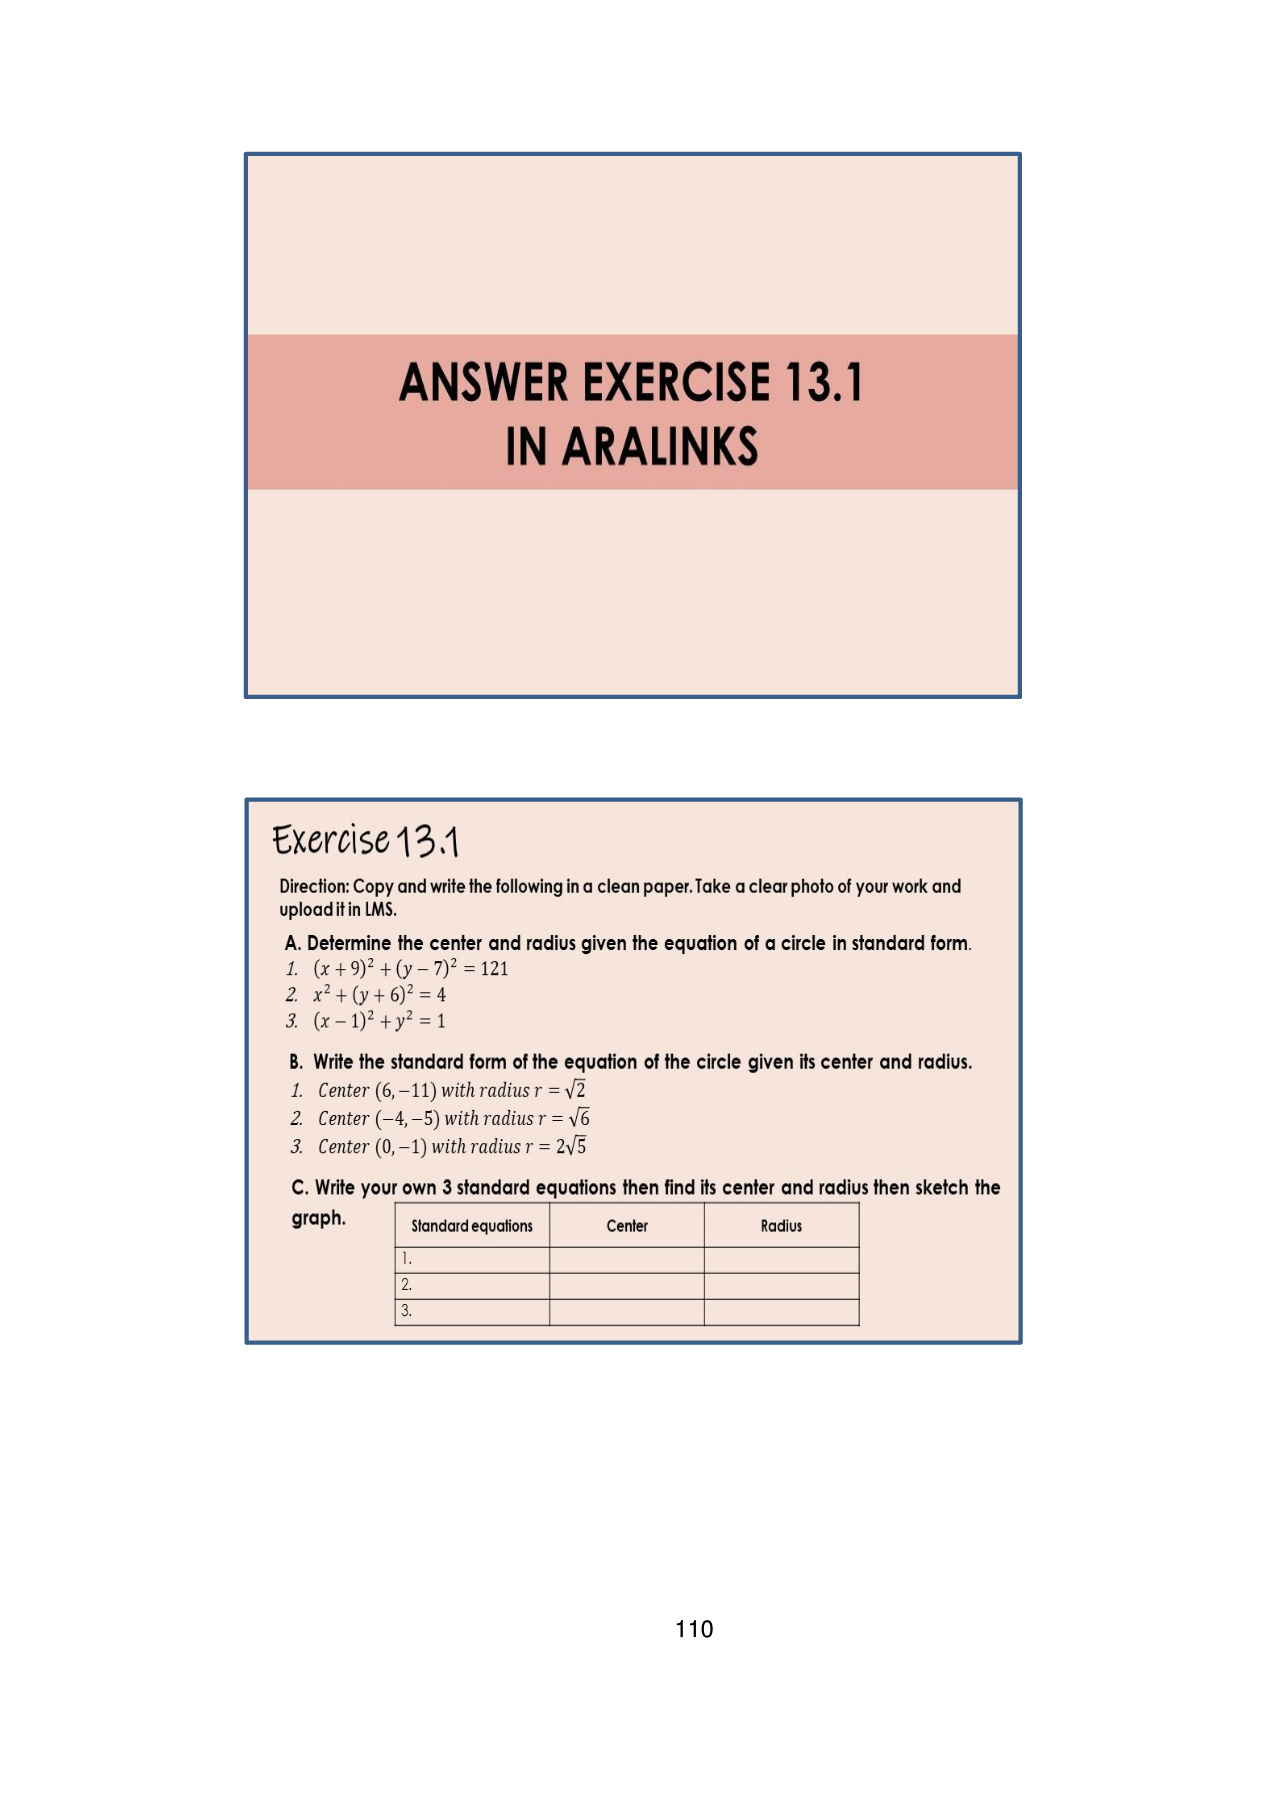 ANSWER EXERCISE 13.1
IN ARALINKS
Exercise 13.1
Direction: Copy and write the following in a clean paper. Take a clear photo of your work and
upload it in LMS.
A. Determine the center and radius given the equation of a circle in standard form.
1. (x + 9)² + (y − 7)² = 121
2. x² + (y + 6)² = 4
3. (x − 1)² + y² = 1
B. Write the standard form of the equation of the circle given its center and radius.
1. Center (6, −11) with radius r = √2
2. Center (−4, −5) with radius r = √6
3. Center (0, −1) with radius r = 2√5
C. Write your own 3 standard equations then find its center and radius then sketch the
graph.
Standard equations Center Radius
1.
2.
3.
110